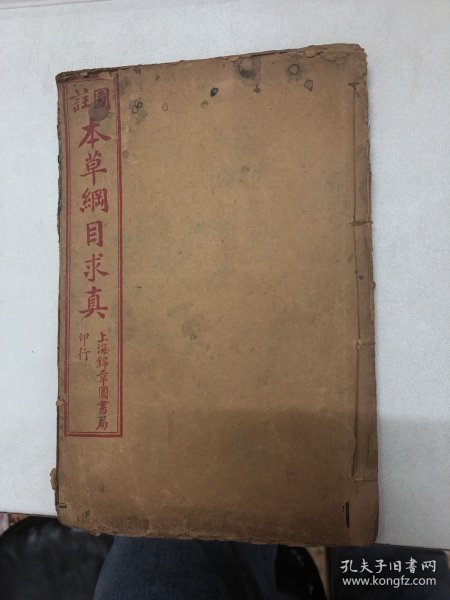 圖註
本草綱目求真
上海錦章圖書局
印行
孔夫子旧书网
www.kongfz.com